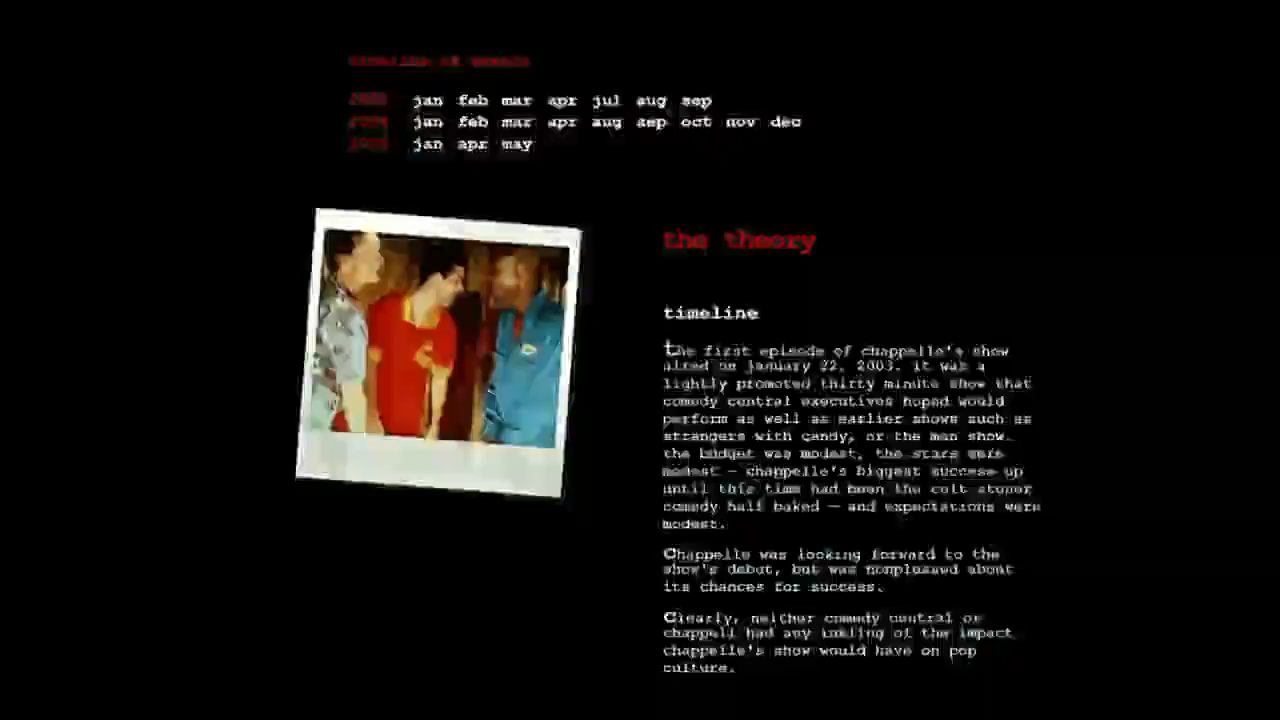 timeline of events
2003 jan feb mar apr jul aug sep
2004 jan feb mar apr aug sep oct nov dec
2005 jan apr may
the theory
timeline
the first episode of chappelle's show
aired on january 22, 2003. it was a
lightly promoted thirty minute show that
comedy central executives hoped would
perform as well as earlier shows such as
strangers with candy, or the man show.
the budget was modest, the stars were
modest — chappelle's biggest success up
until this time had been the cult stoner
comedy half baked — and expectations were
modest.
Chappelle was looking forward to the
show's debut, but was nonplussed about
its chances for success.
Clearly, neither comedy central or
chappell had any inkling of the impact
chappelle's show would have on pop
culture.